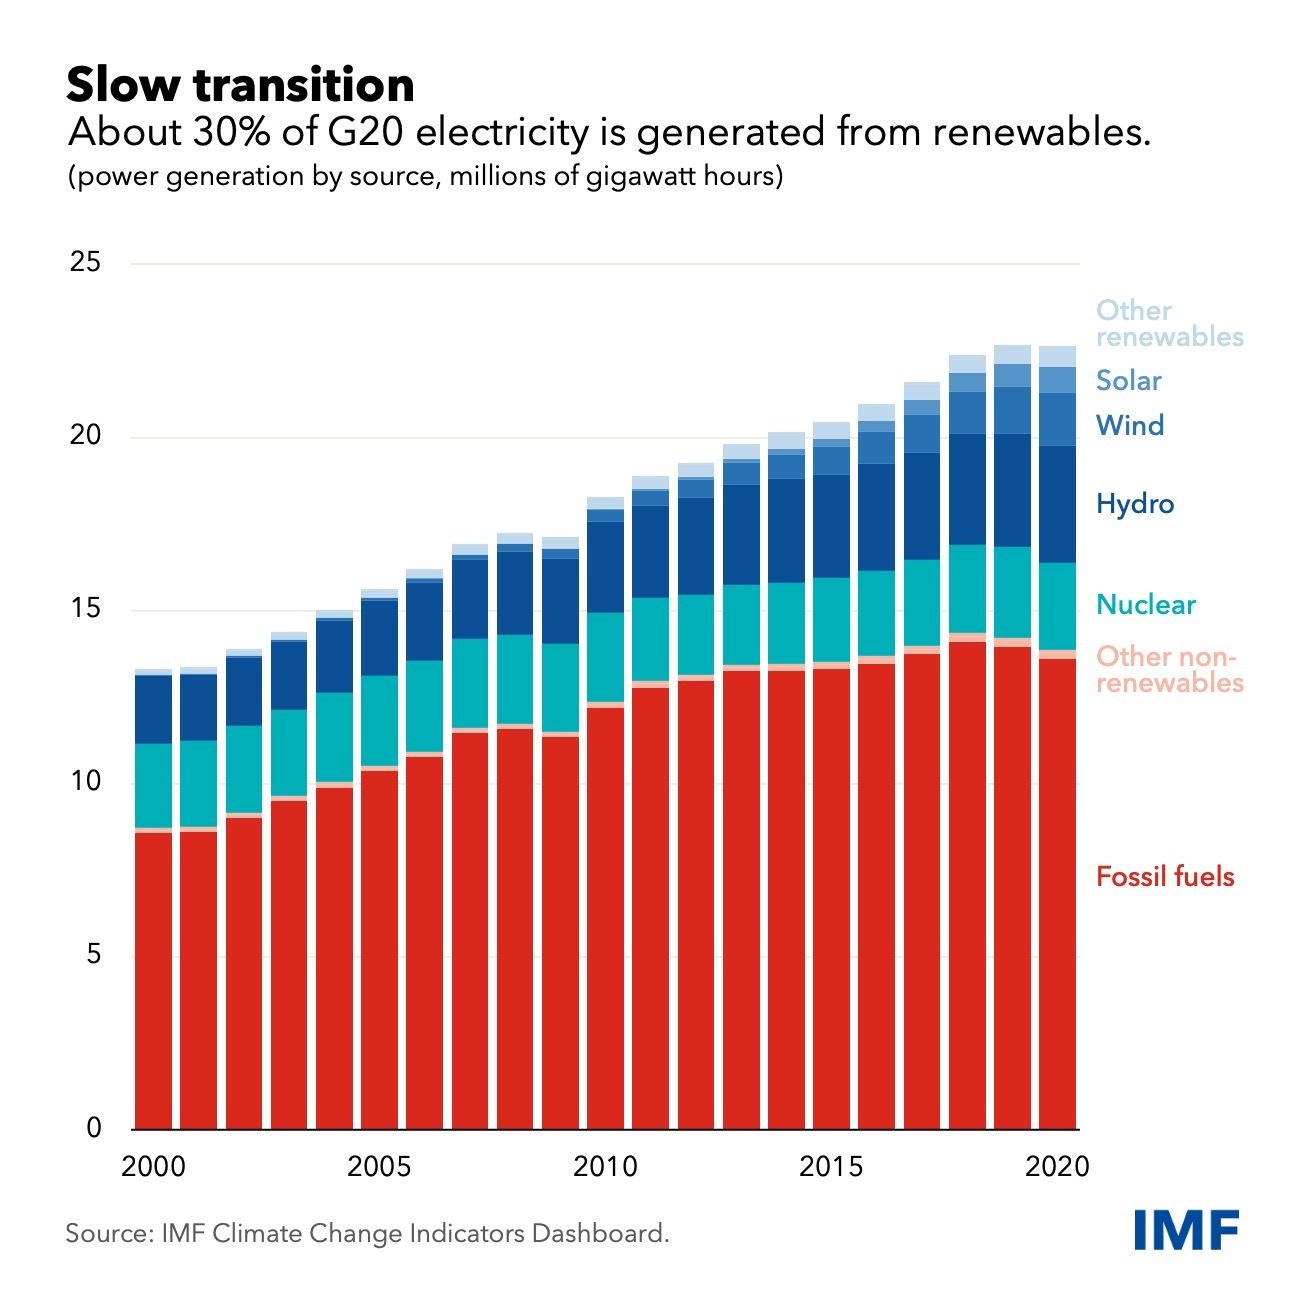 Slow transition
About 30% of G20 electricity is generated from renewables.
(power generation by source, millions of gigawatt hours)
25
20
15
10
5
0
Other
renewables
Solar
Wind
Hydro
Nuclear
Other non-
renewables
Fossil fuels
2000 2005 2010 2015 2020
Source: IMF Climate Change Indicators Dashboard.
IMF